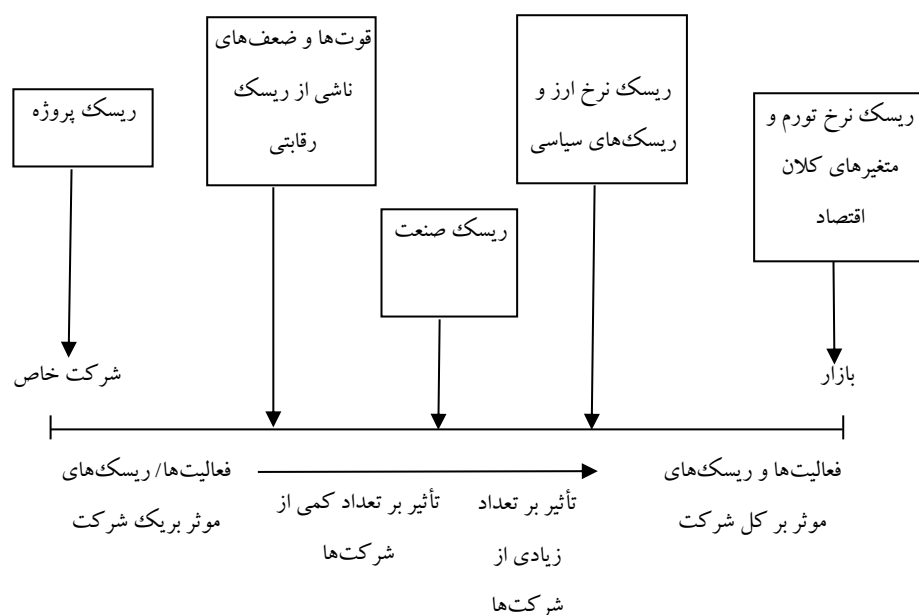 قوت‌ها و ضعف‌های
ناشی از ریسک
رقابتی
ریسک نرخ ارز و
ریسک‌های سیاسی
ریسک پروژه
ریسک نرخ تورم و
متغیرهای کلان
اقتصاد
ریسک صنعت
شرکت خاص
بازار
فعالیت‌ها/ ریسک‌های
موثر بریک شرکت
تأثیر بر تعداد کمی از
شرکت‌ها
تأثیر بر تعداد
زیادی از
شرکت‌ها
فعالیت‌ها و ریسک‌های
موثر بر کل شرکت